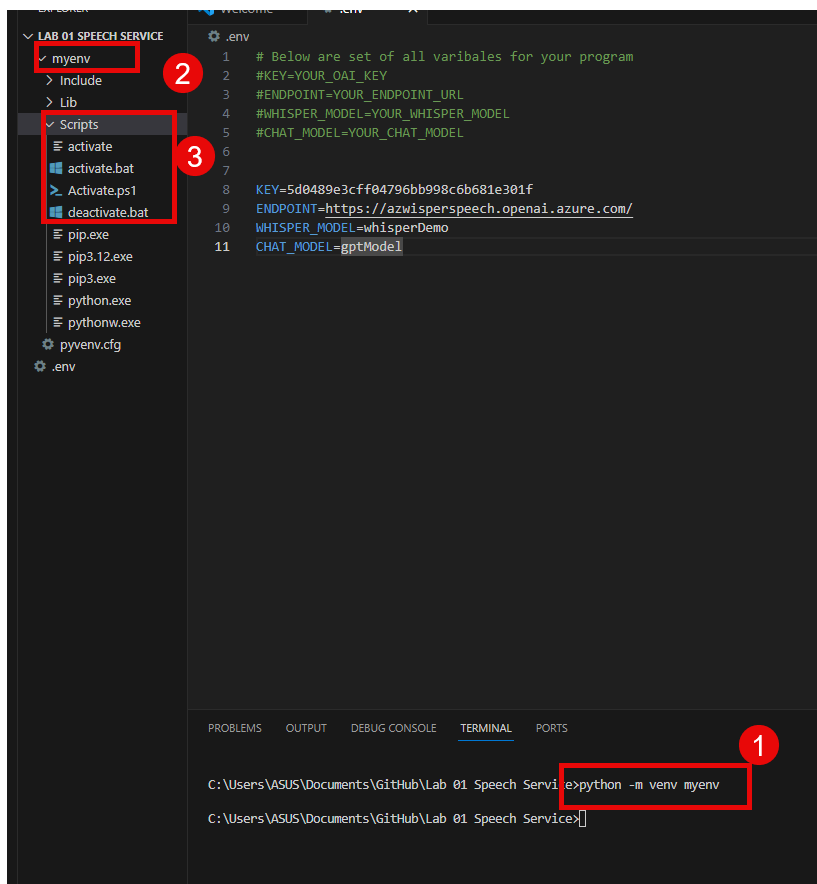 EXPLORER
Welcome
.env
LAB 01 SPEECH SERVICE
myenv
Include
Lib
Scripts
activate
activate.bat
Activate.ps1
deactivate.bat
pip.exe
pip3.12.exe
pip3.exe
python.exe
pythonw.exe
pyvenv.cfg
.env
2
3
.env
1 # Below are set of all varibales for your program
2 #KEY=YOUR_OAI_KEY
3 #ENDPOINT=YOUR_ENDPOINT_URL
4 #WHISPER_MODEL=YOUR_WHISPER_MODEL
5 #CHAT_MODEL=YOUR_CHAT_MODEL
6
7
8 KEY=5d0489e3cff04796bb998c6b681e301f
9 ENDPOINT=https://azwisperspeech.openai.azure.com/
10 WHISPER_MODEL=whisperDemo
11 CHAT_MODEL=gptModel
PROBLEMS OUTPUT DEBUG CONSOLE TERMINAL PORTS
1
C:\Users\ASUS\Documents\GitHub\Lab 01 Speech Service>python -m venv myenv
C:\Users\ASUS\Documents\GitHub\Lab 01 Speech Service>